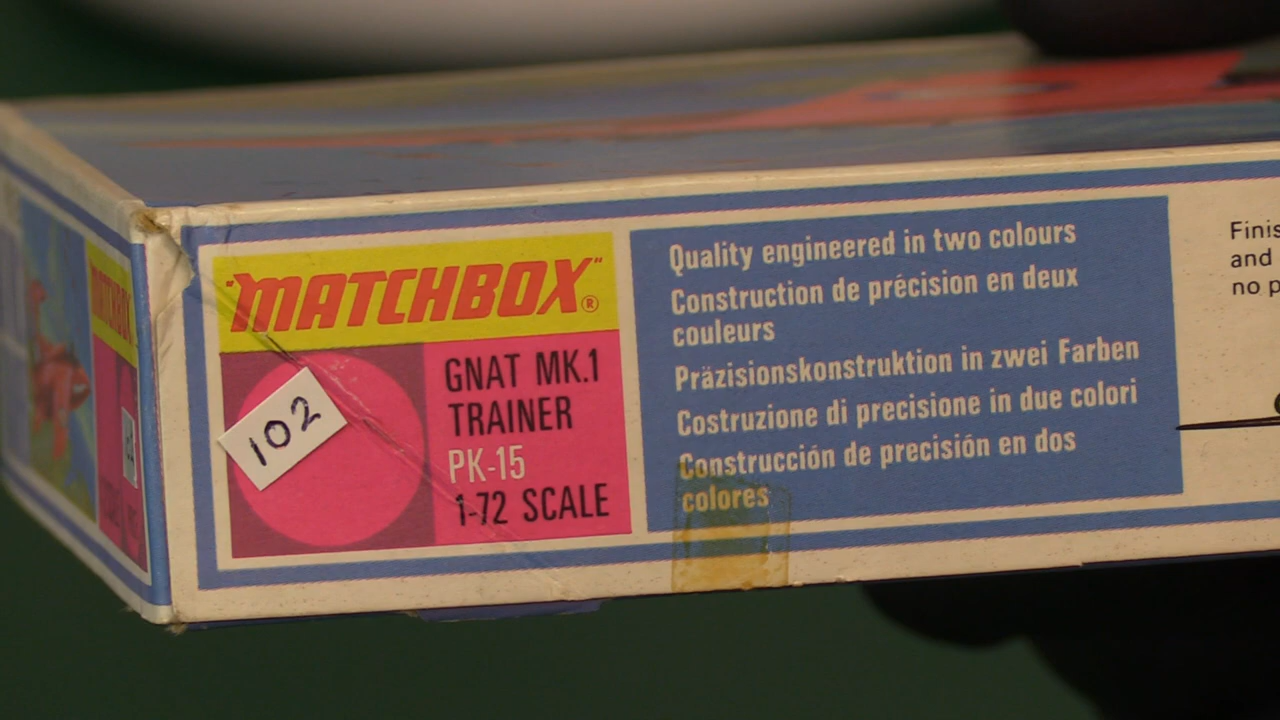 "MATCHBOX"®
GNAT MK.1
TRAINER
PK-15
1-72 SCALE
102
Quality engineered in two colours
Construction de précision en deux
couleurs
Präzisionskonstruktion in zwei Farben
Costruzione di precisione in due colori
Construcción de precisión en dos
colores
and
MATCHBOX